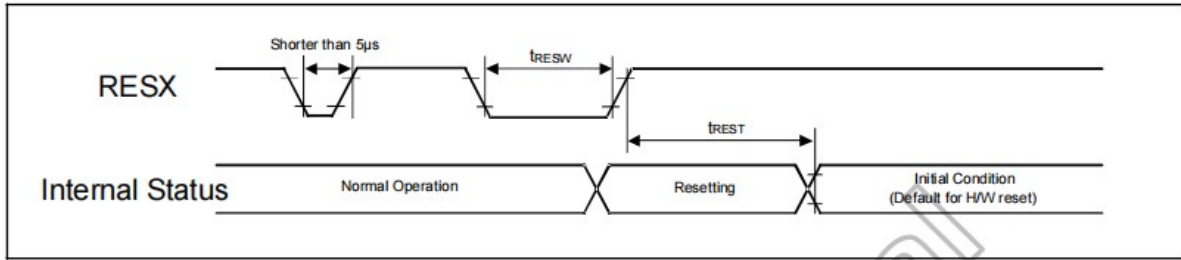 Shorter than 5µs
tRESW
RESX
tREST
Internal Status
Normal Operation
Resetting
Initial Condition
(Default for H/W reset)